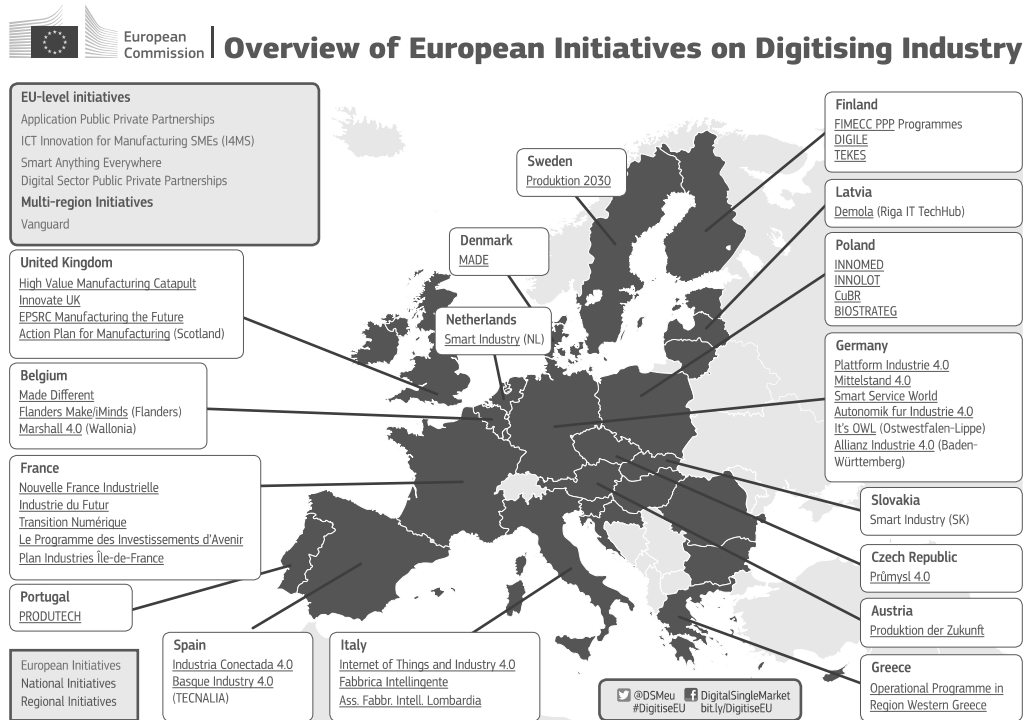 European
Commission
Overview of European Initiatives on Digitising Industry
EU-level initiatives
Application Public Private Partnerships
ICT Innovation for Manufacturing SMEs (I4MS)
Smart Anything Everywhere
Digital Sector Public Private Partnerships
Multi-region Initiatives
Vanguard
United Kingdom
High Value Manufacturing Catapult
Innovate UK
EPSRC Manufacturing the Future
Action Plan for Manufacturing (Scotland)
Belgium
Made Different
Flanders Make/iMinds (Flanders)
Marshall 4.0 (Wallonia)
France
Nouvelle France Industrielle
Industrie du Futur
Transition Numérique
Le Programme des Investissements d'Avenir
Plan Industries Île-de-France
Portugal
PRODUTECH
European Initiatives
National Initiatives
Regional Initiatives
Spain
Industria Conectada 4.0
Basque Industry 4.0
(TECNALIA)
Italy
Internet of Things and Industry 4.0
Fabbrica Intellingente
Ass. Fabbr. Intell. Lombardia
Sweden
Produktion 2030
Denmark
MADE
Netherlands
Smart Industry (NL)
Finland
FIMECC PPP Programmes
DIGILE
TEKES
Latvia
Demola (Riga IT TechHub)
Poland
INNOMED
INNOLOT
CuBR
BIOSTRATEG
Germany
Plattform Industrie 4.0
Mittelstand 4.0
Smart Service World
Autonomik fur Industrie 4.0
It's OWL (Ostwestfalen-Lippe)
Allianz Industrie 4.0 (Baden-
Württemberg)
Slovakia
Smart Industry (SK)
Czech Republic
Průmysl 4.0
Austria
Produktion der Zukunft
Greece
Operational Programme in
Region Western Greece
@DSMeu DigitalSingleMarket
#DigitiseEU bit.ly/DigitiseEU